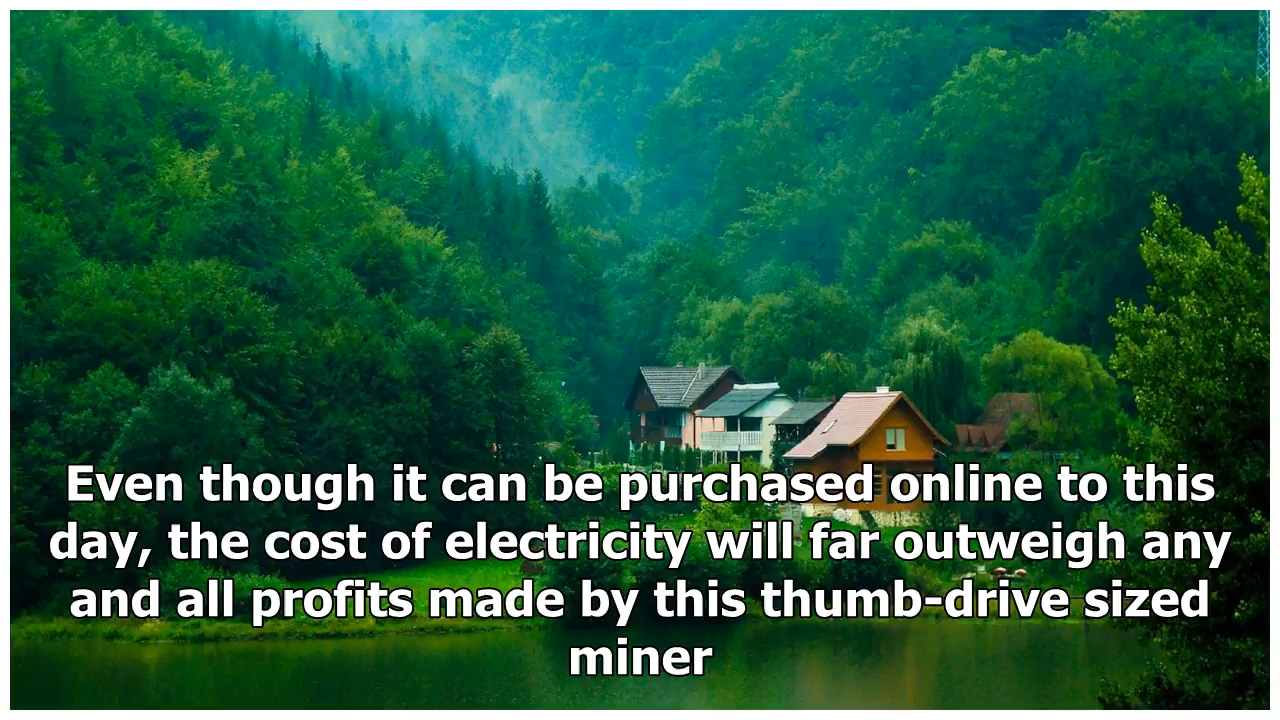 Even though it can be purchased online to this
day, the cost of electricity will far outweigh any
and all profits made by this thumb-drive sized
miner